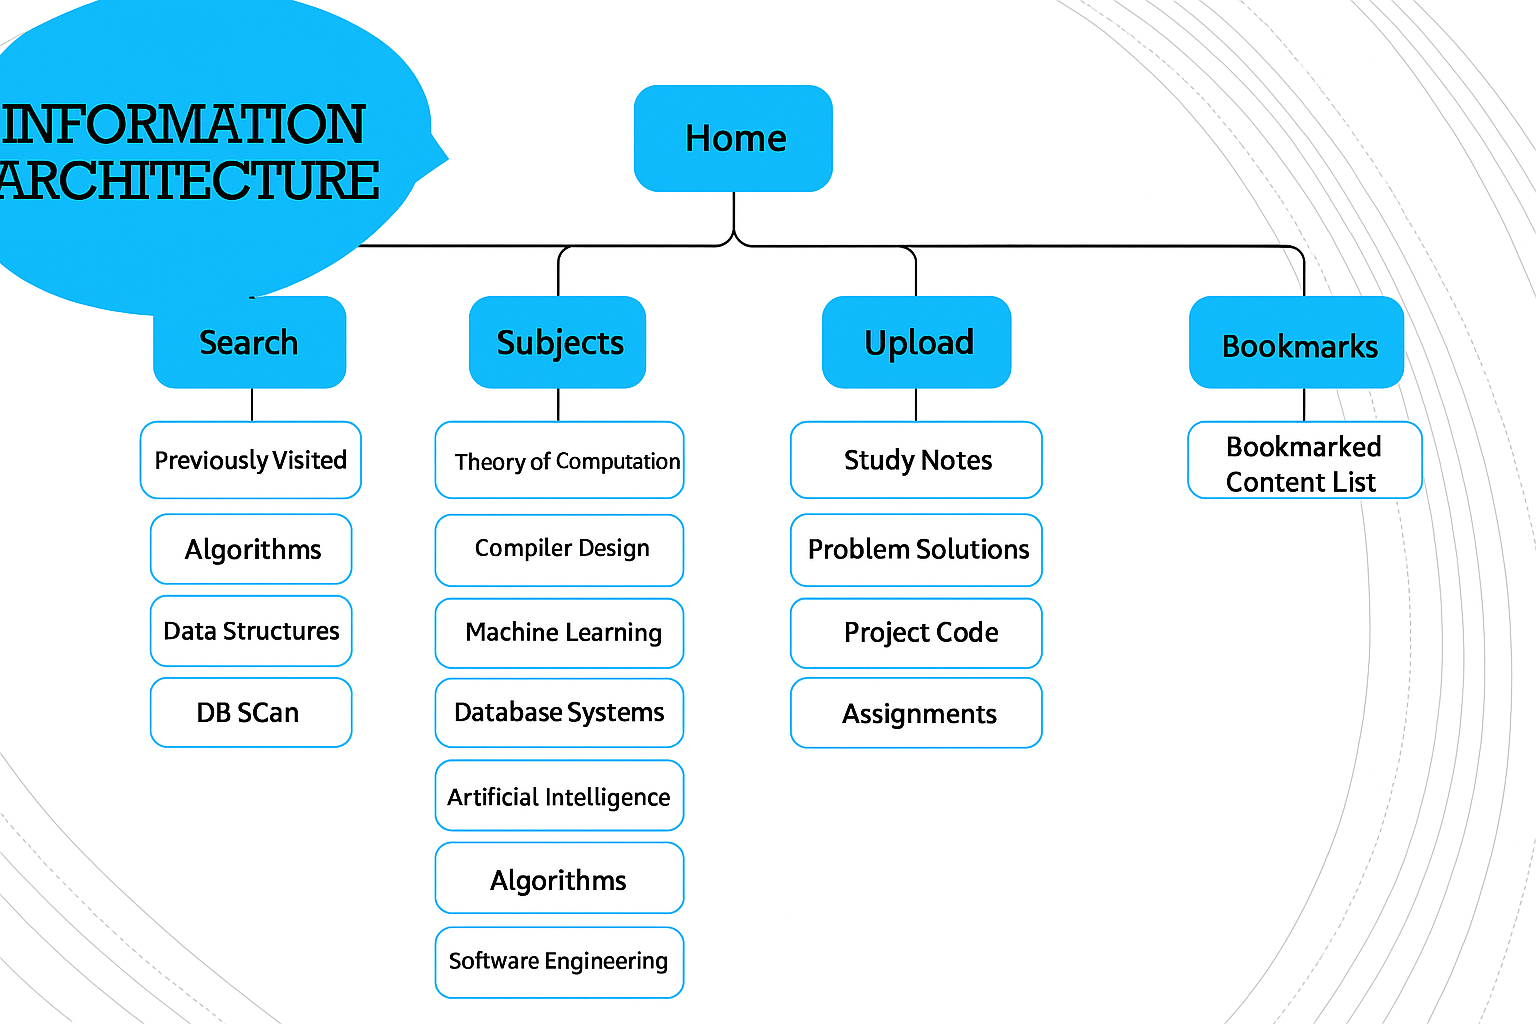 INFORMATION
ARCHITECTURE
Home
Search
Subjects
Upload
Bookmarks
Previously Visited
Algorithms
Data Structures
DB SCan
Theory of Computation
Compiler Design
Machine Learning
Database Systems
Artificial Intelligence
Algorithms
Software Engineering
Study Notes
Problem Solutions
Project Code
Assignments
Bookmarked
Content List